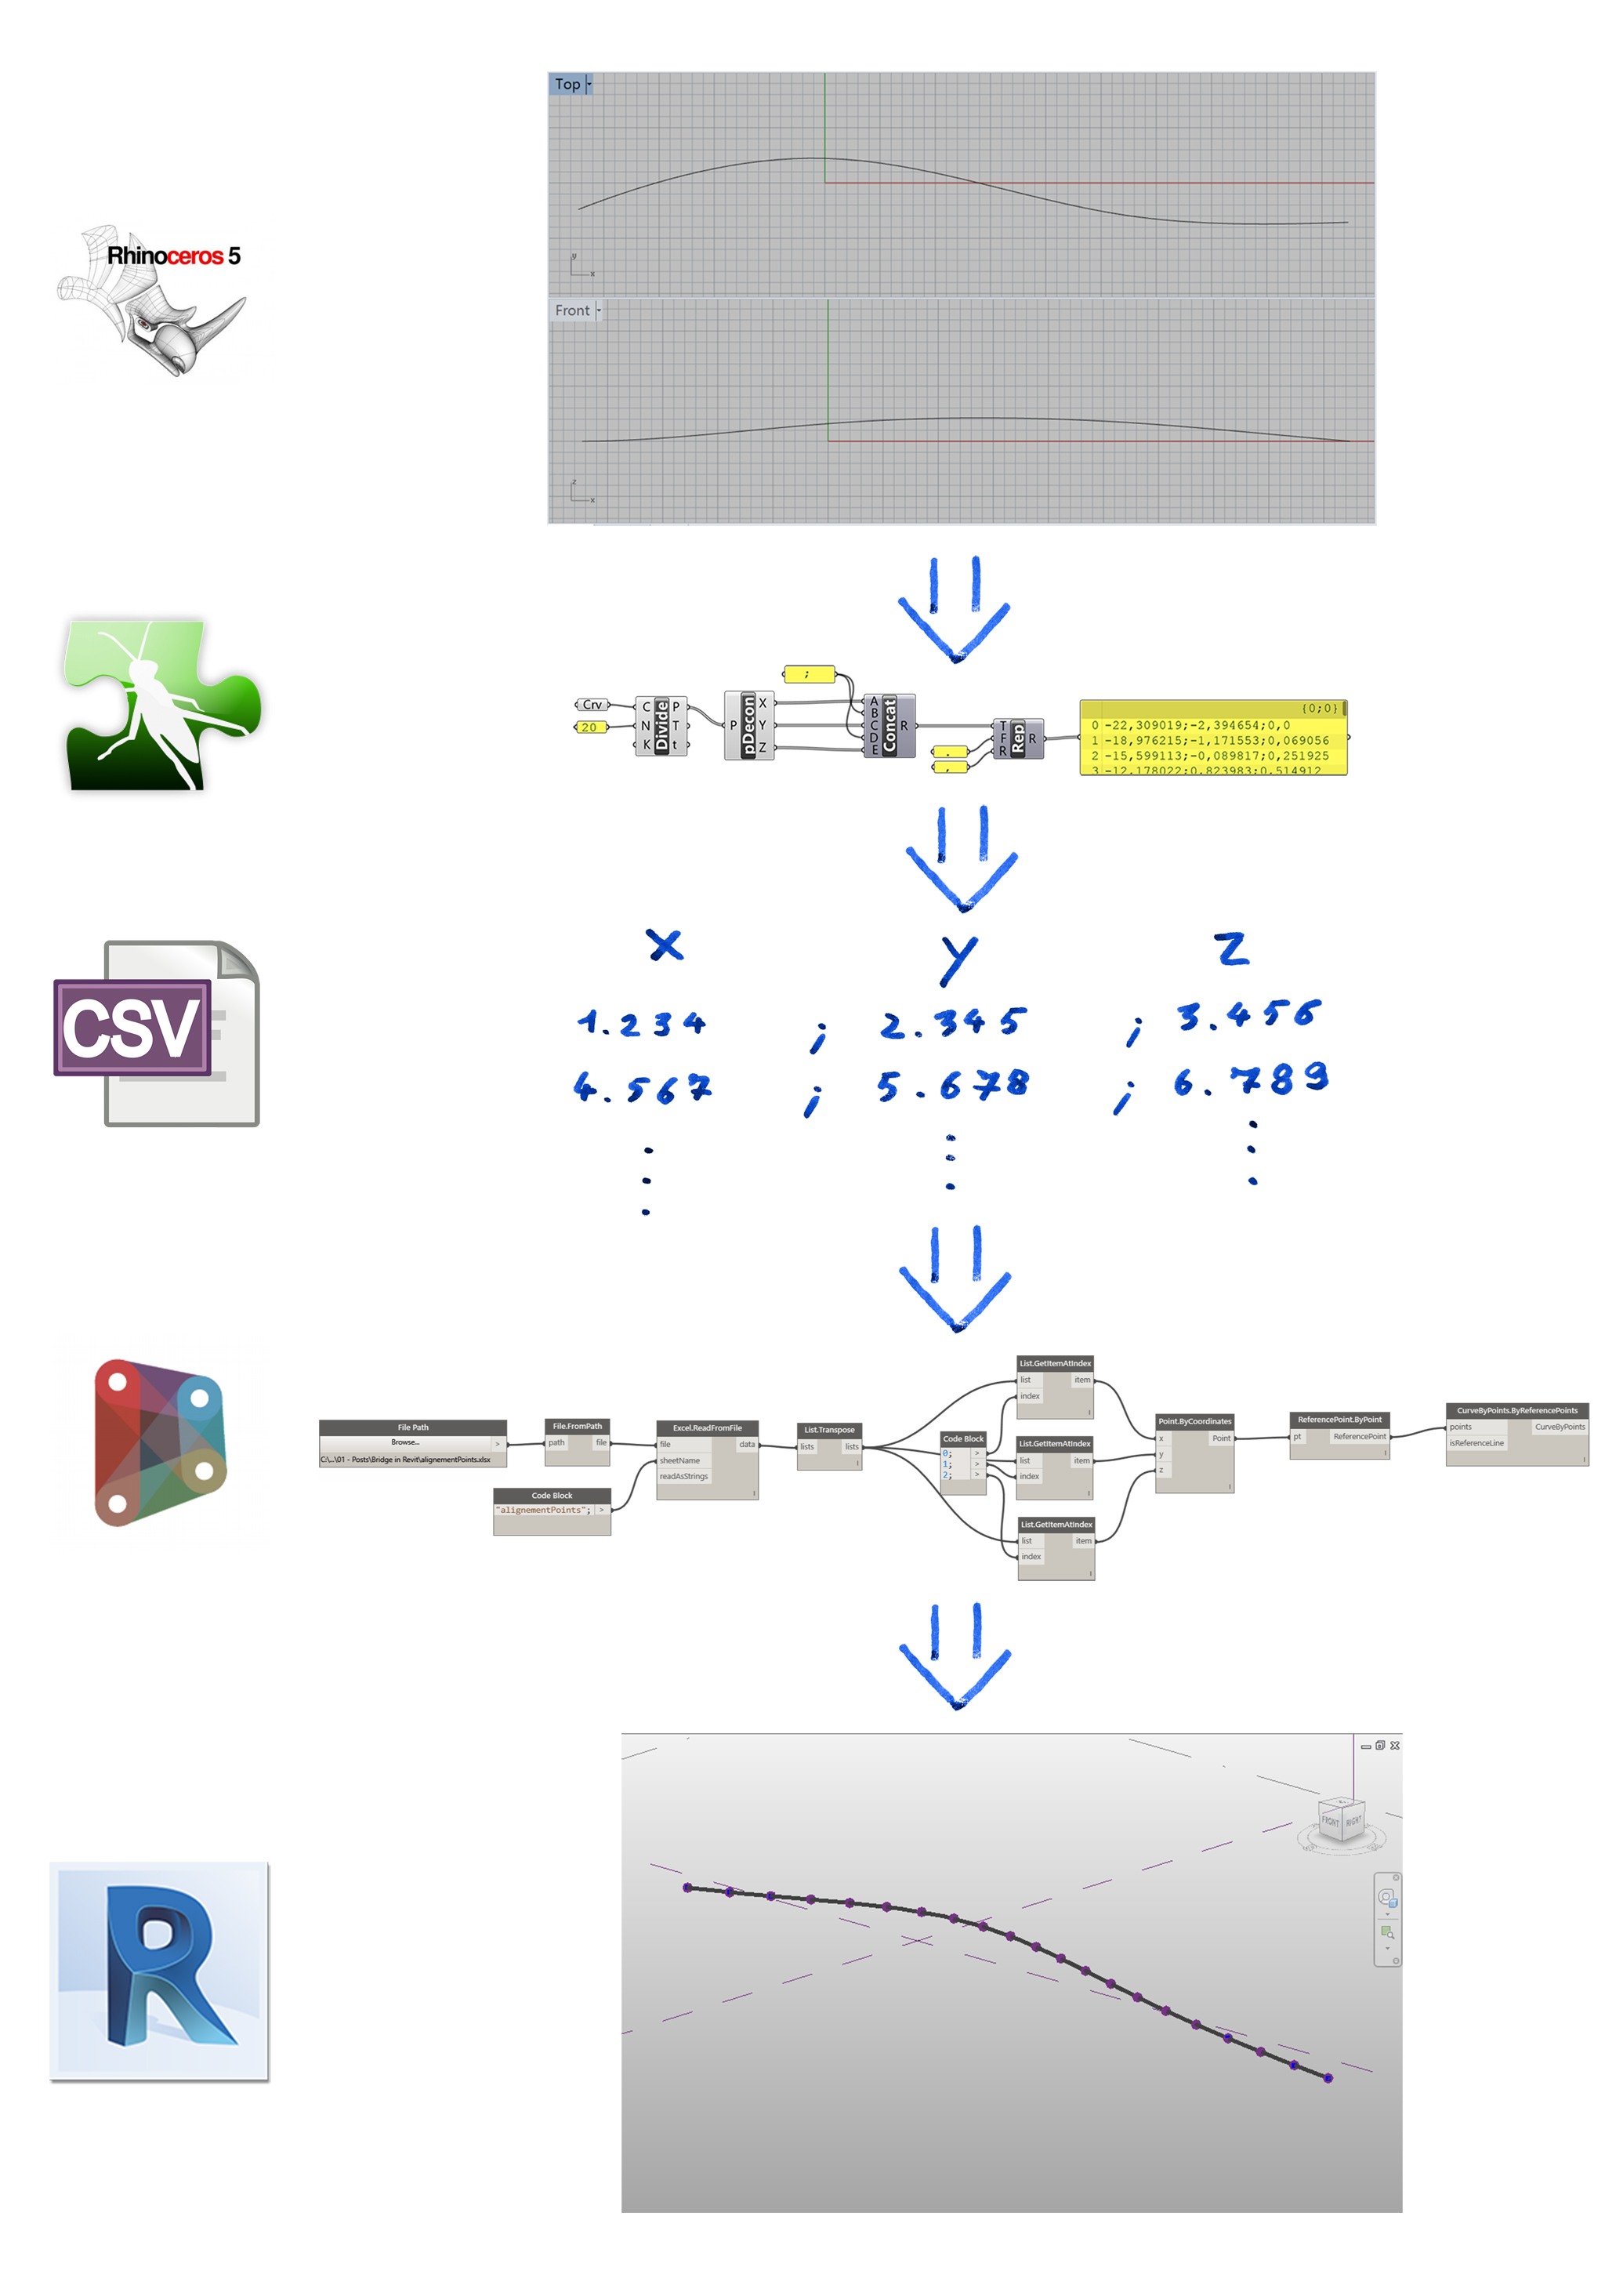 Top
y
x
Rhinoceros 5
Front
z
x
;
Crv
20
C
N
K
Divide
P
T
t
P
pDecon
X
Y
Z
A
B
C
D
E
Concat
R
.
,
T
F
R
Rep
R
{0;0}
0 -22,309019;-2,394654;0,0
1 -18,976215;-1,171553;0,069056
2 -15,599113;-0,089817;0,251925
3 -12,178022;0,823983;0,514912
X Y Z
1.234 ; 2.345 ; 3.456
4.567 ; 5.678 ; 6.789
CSV
File Path
Browse...
>
C:\...\01 - Posts\Bridge in Revit\alignementPoints.xlsx
File.FromPath
path file
Code Block
"alignementPoints"; >
Excel.ReadFromFile
file data
sheetName
readAsStrings
List.Transpose
lists lists
Code Block
0; >
1; >
2; >
List.GetItemAtIndex
list item
index
List.GetItemAtIndex
list item
index
List.GetItemAtIndex
list item
index
Point.ByCoordinates
x Point
y
z
ReferencePoint.ByPoint
pt ReferencePoint
CurveByPoints.ByReferencePoints
points CurveByPoints
isReferenceLine
FRONT RIGHT
R